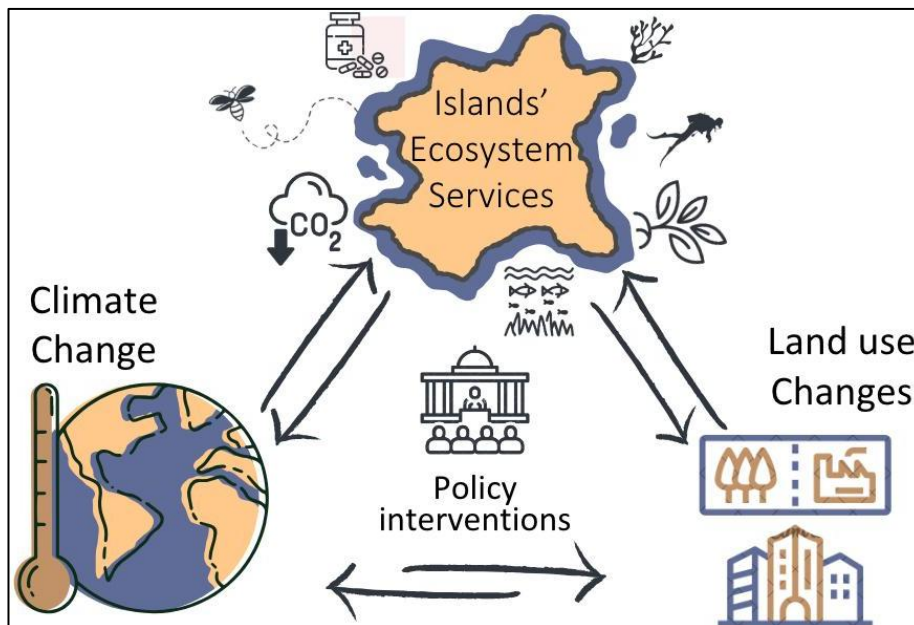 Islands'
Ecosystem
Services
CO₂
Climate
Change
Land use
Changes
Policy
interventions